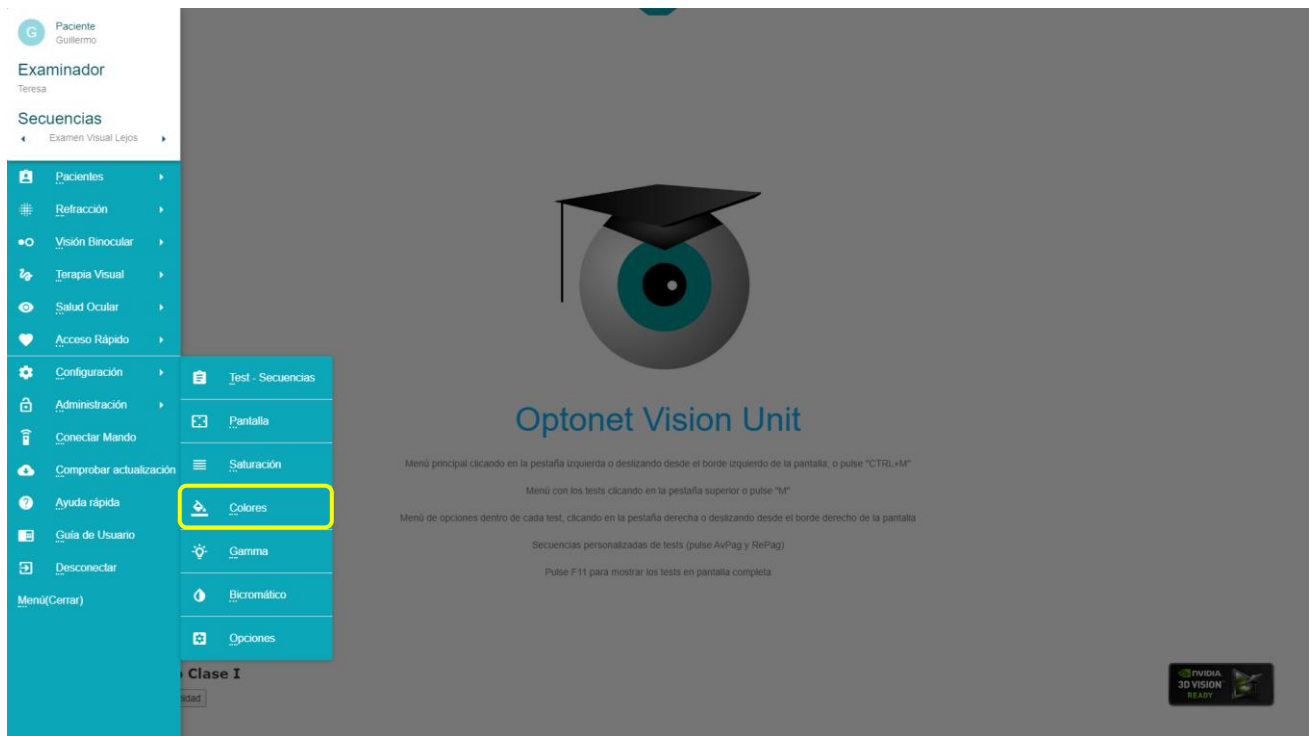 G
Paciente
Guillermo
Examinador
Teresa
Secuencias
Examen Visual Lejos
Pacientes
Refracción
Visión Binocular
Terapia Visual
Salud Ocular
Acceso Rápido
Configuración
Administración
Conectar Mando
Comprobar actualización
Ayuda rápida
Guía de Usuario
Desconectar
Menú(Cerrar)
Test - Secuencias
Pantalla
Saturación
Colores
Gamma
Bicromático
Opciones
Optonet Vision Unit
Menú principal clicando en la pestaña izquierda o deslizando desde el borde izquierdo de la pantalla, o pulse "CTRL+M"
Menú con los tests clicando en la pestaña superior o pulse "M"
Menú de opciones dentro de cada test, clicando en la pestaña derecha o deslizando desde el borde derecho de la pantalla
Secuencias personalizadas de tests (pulse AvPag y RePag)
Pulse F11 para mostrar los tests en pantalla completa
Clase I
NVIDIA
3D VISION
READY